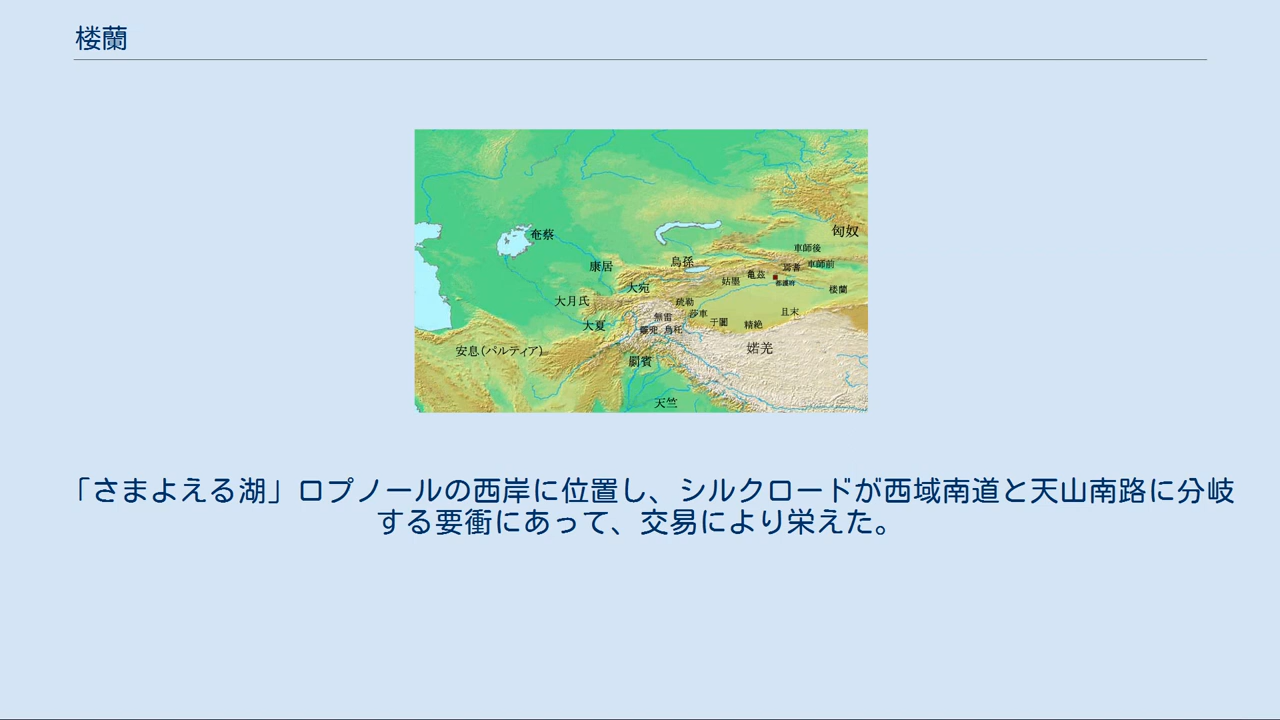 楼蘭
奄蔡
匈奴
車師後
康居
烏孫
焉耆
車師前
亀茲
姑墨
都護府
大宛
楼蘭
大月氏
疏勒
莎車
且末
無雷
于闐
精絶
大夏
烏秅
安息(パルティア)
婼羌
罽賓
天竺
「さまよえる湖」ロプノールの西岸に位置し、シルクロードが西域南道と天山南路に分岐
する要衝にあって、交易により栄えた。